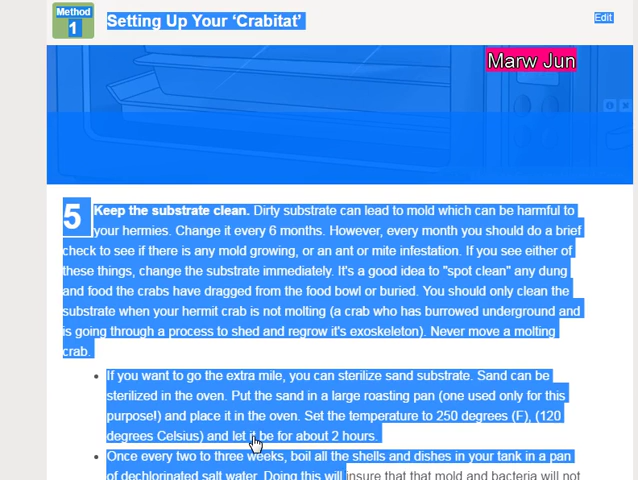 Method
1
Setting Up Your ‘Crabitat’
Edit
Marw Jun
5
Keep the substrate clean. Dirty substrate can lead to mold which can be harmful to
your hermies. Change it every 6 months. However, every month you should do a brief
check to see if there is any mold growing, or an ant or mite infestation. If you see either of
these things, change the substrate immediately. It's a good idea to "spot clean" any dung
and food the crabs have dragged from the food bowl or buried. You should only clean the
substrate when your hermit crab is not molting (a crab who has burrowed underground and
is going through a process to shed and regrow it's exoskeleton). Never move a molting
crab.
If you want to go the extra mile, you can sterilize sand substrate. Sand can be
sterilized in the oven. Put the sand in a large roasting pan (one used only for this
purpose!) and place it in the oven. Set the temperature to 250 degrees (F), (120
degrees Celsius) and let it be for about 2 hours.
Once every two to three weeks, boil all the shells and dishes in your tank in a pan
of dechlorinated salt water. Doing this will insure that that mold and bacteria will not